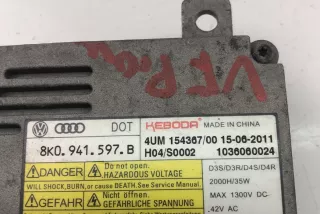 DOT
KEBODA MADE IN CHINA
8K0.941.597.B
4UM 154367/00 15-06-2011
H04/S0002 1036060024
DANGER
Do not open.
HAZARDOUS VOLTAGE
WILL SHOCK, BURN, or cause DEATH. See Service Manual.
GEFAHR
Nicht öffnen.
GEFÄHRLICHE
D3S/D3R/D4S/D4R
2000H/35W
MAX 1300V DC
.42V AC